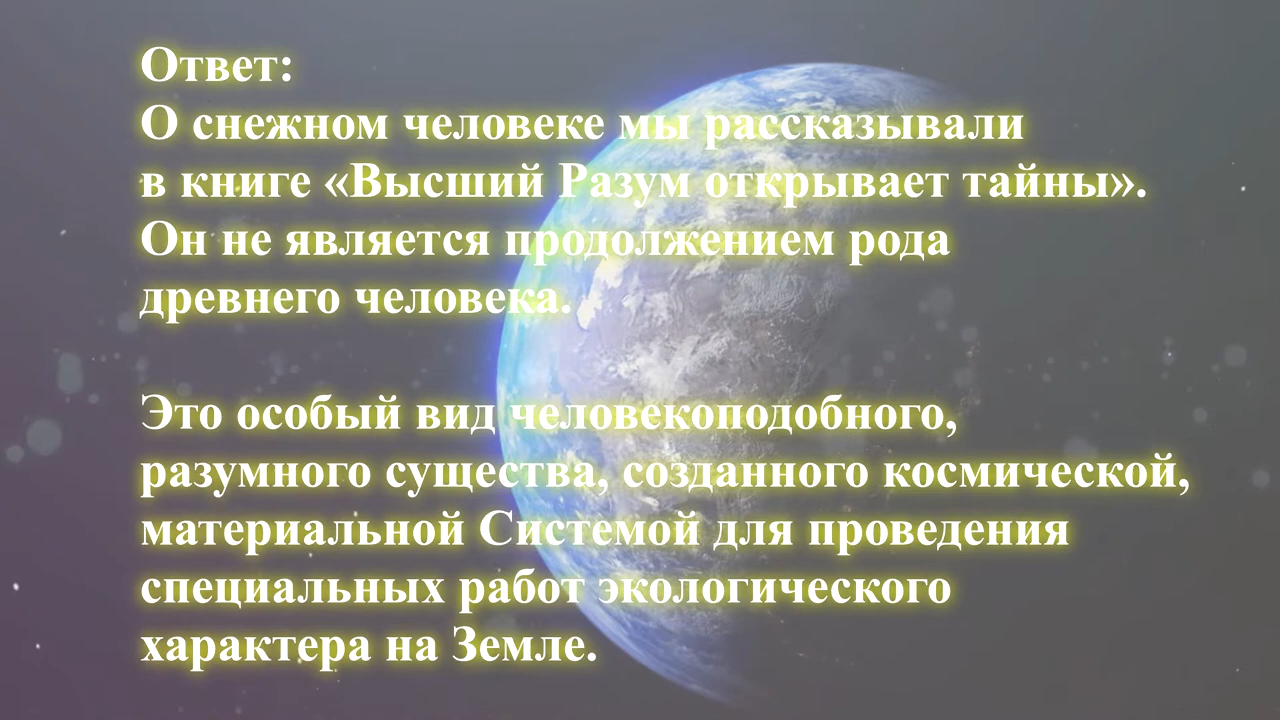 Ответ:
О снежном человеке мы рассказывали
в книге «Высший Разум открывает тайны».
Он не является продолжением рода
древнего человека.
Это особый вид человекоподобного,
разумного существа, созданного космической,
материальной Системой для проведения
специальных работ экологического
характера на Земле.